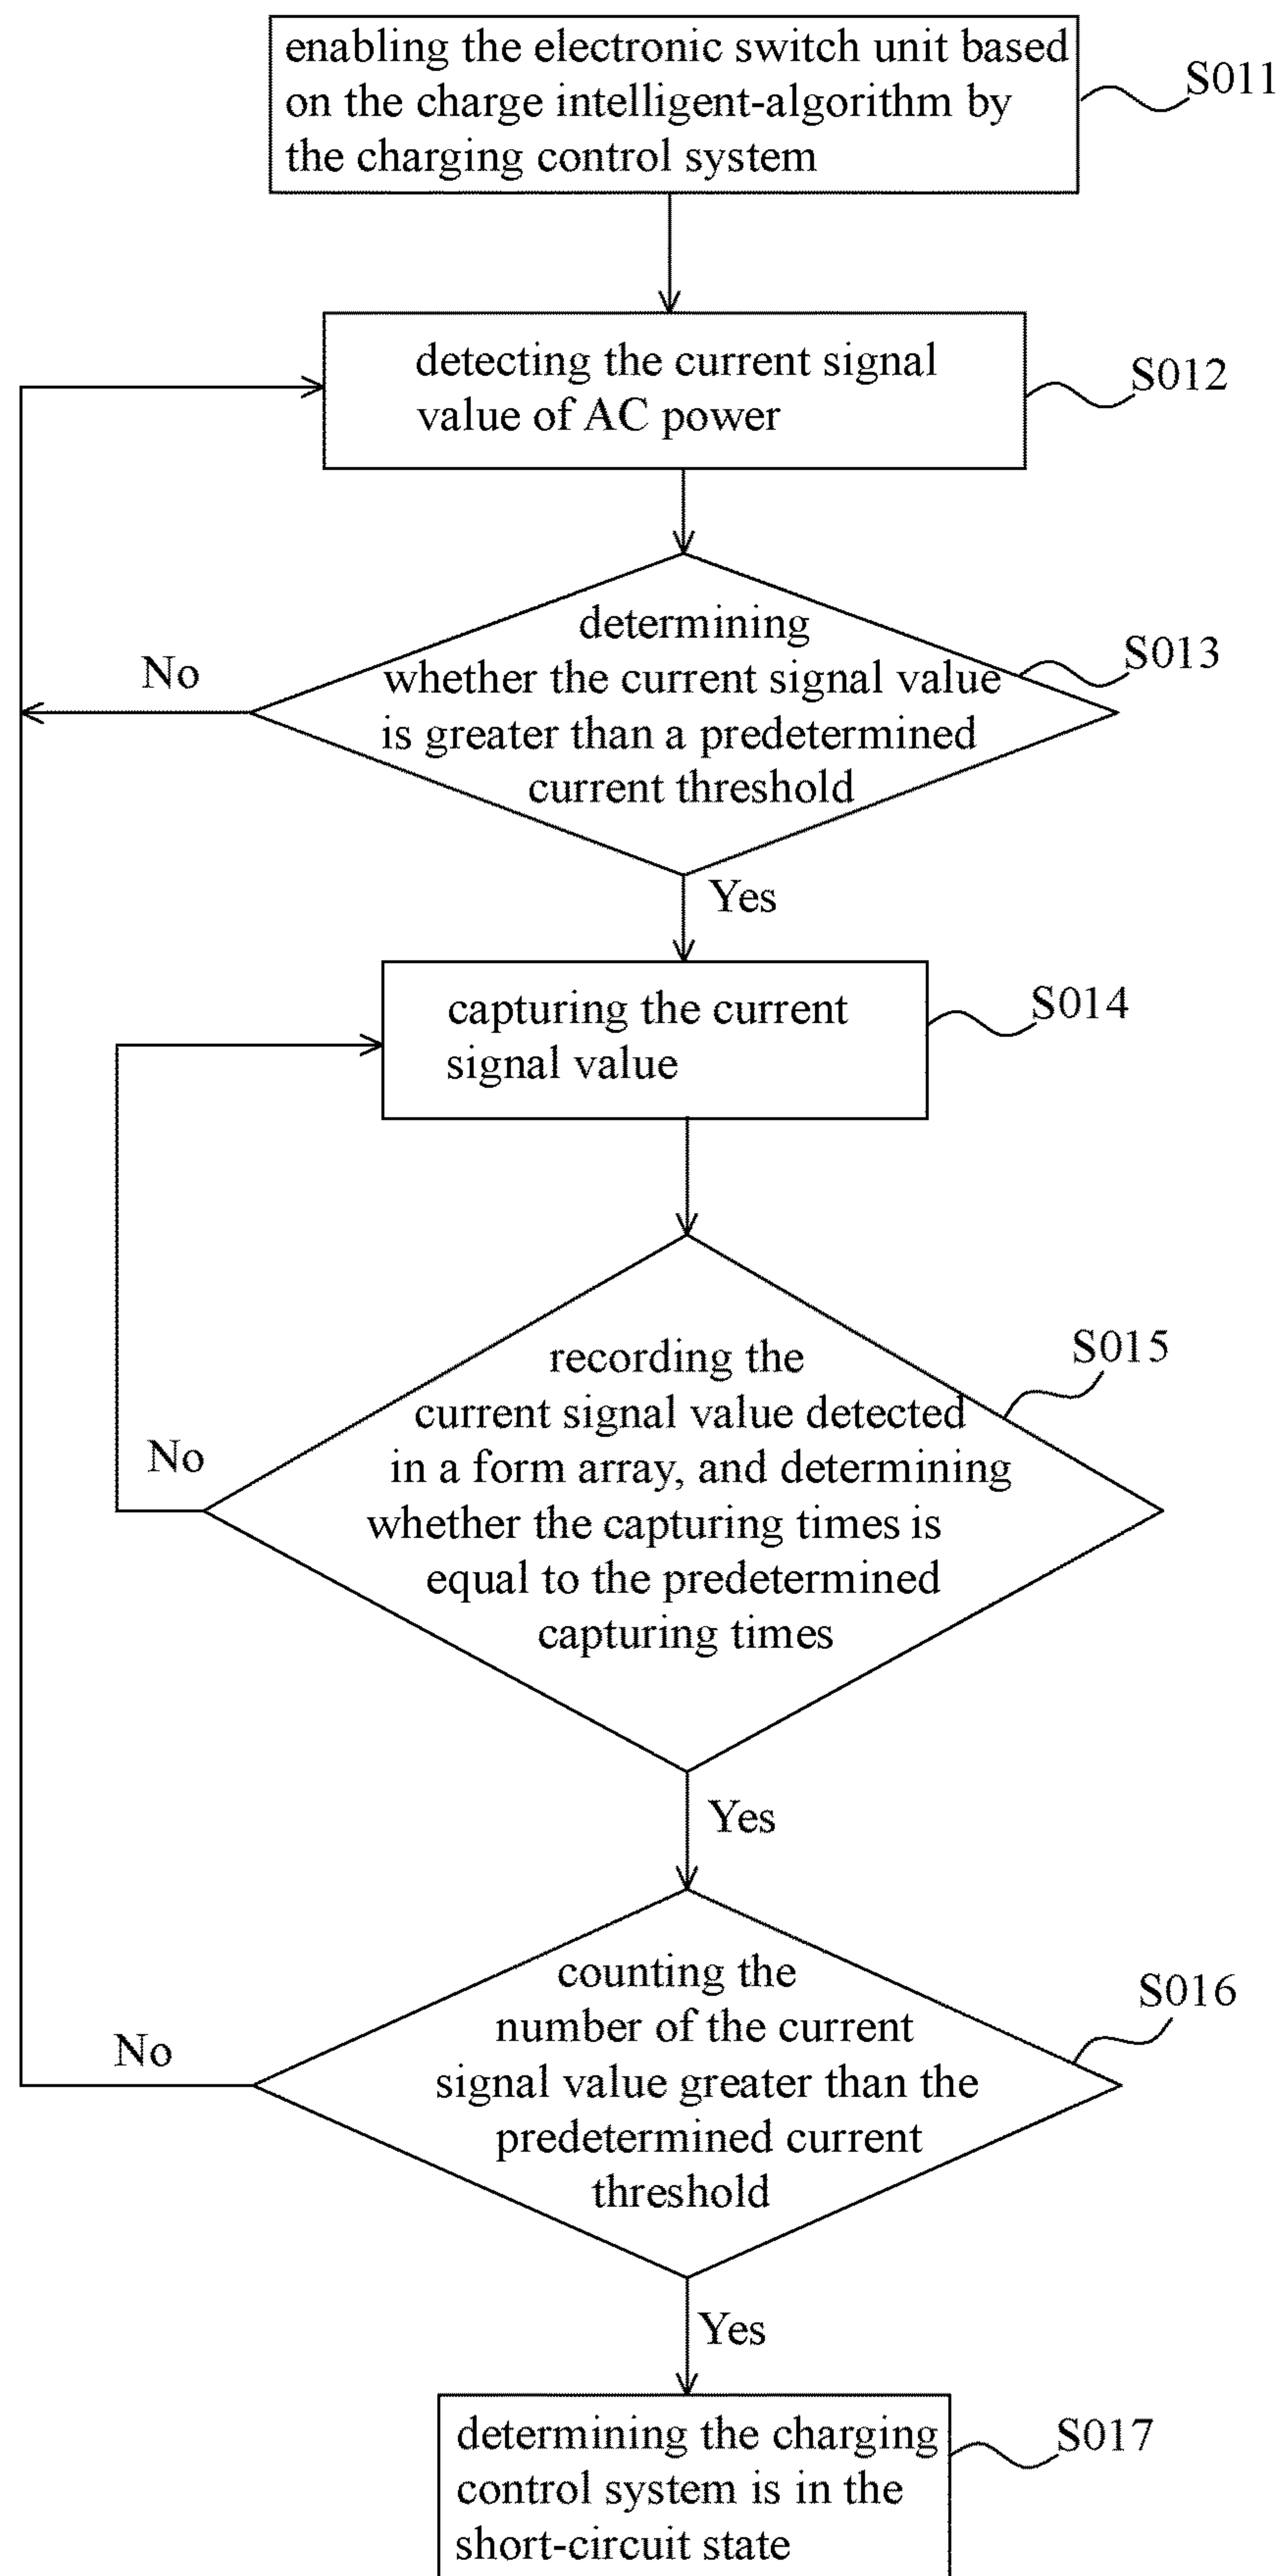 enabling the electronic switch unit based
on the charge intelligent-algorithm by
the charging control system
S011
detecting the current signal
value of AC power
S012
determining
whether the current signal value
is greater than a predetermined
current threshold
S013
No
Yes
capturing the current
signal value
S014
recording the
current signal value detected
in a form array, and determining
whether the capturing times is
equal to the predetermined
capturing times
S015
No
Yes
counting the
number of the current
signal value greater than the
predetermined current
threshold
S016
No
Yes
determining the charging
control system is in the
short-circuit state
S017